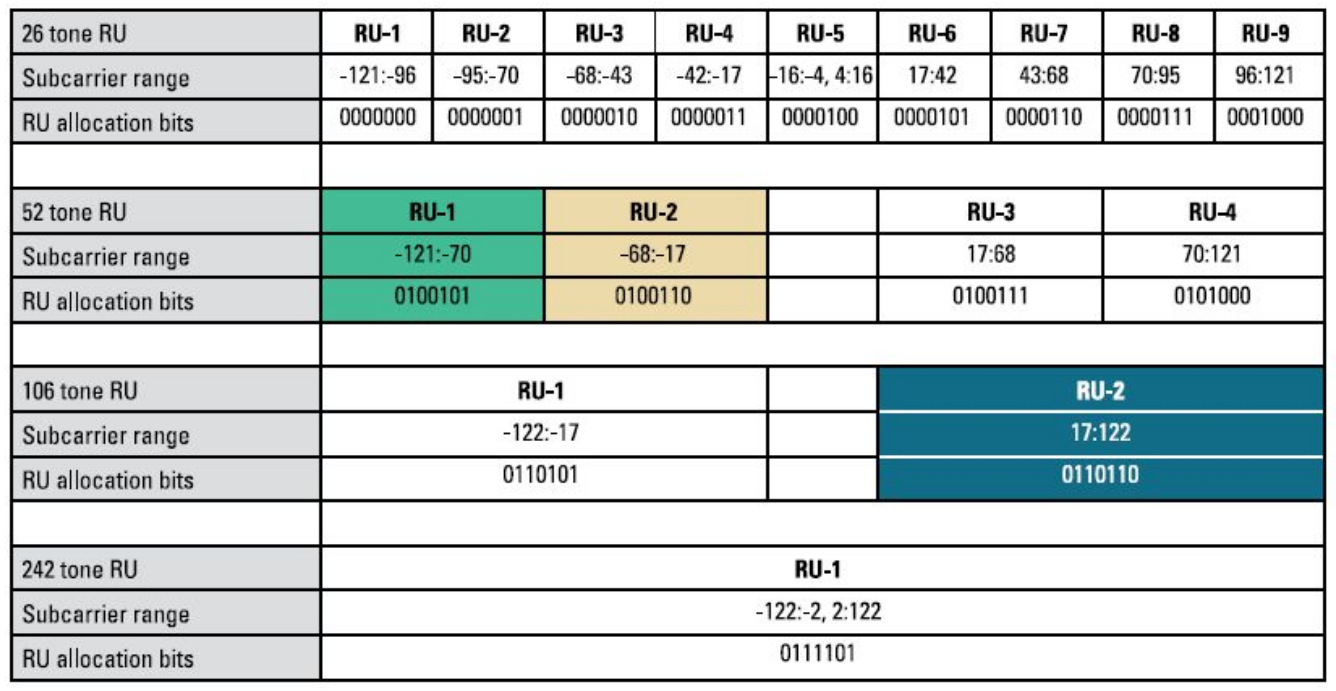 26 tone RU RU-1 RU-2 RU-3 RU-4 RU-5 RU-6 RU-7 RU-8 RU-9
Subcarrier range -121:-96 -95:-70 -68:-43 -42:-17 -16:-4, 4:16 17:42 43:68 70:95 96:121
RU allocation bits 0000000 0000001 0000010 0000011 0000100 0000101 0000110 0000111 0001000
52 tone RU RU-1 RU-2 RU-3 RU-4
Subcarrier range -121:-70 -68:-17 17:68 70:121
RU allocation bits 0100101 0100110 0100111 0101000
106 tone RU RU-1 RU-2
Subcarrier range -122:-17 17:122
RU allocation bits 0110101 0110110
242 tone RU RU-1
Subcarrier range -122:-2, 2:122
RU allocation bits 0111101